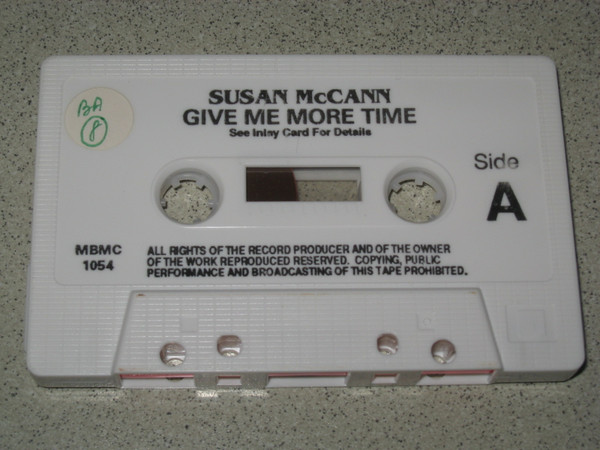 BA
8
SUSAN McCANN
GIVE ME MORE TIME
See Inlay Card For Details
Side
A
MBMC
1054
ALL RIGHTS OF THE RECORD PRODUCER AND OF THE OWNER
OF THE WORK REPRODUCED RESERVED. COPYING, PUBLIC
PERFORMANCE AND BROADCASTING OF THIS TAPE PROHIBITED.